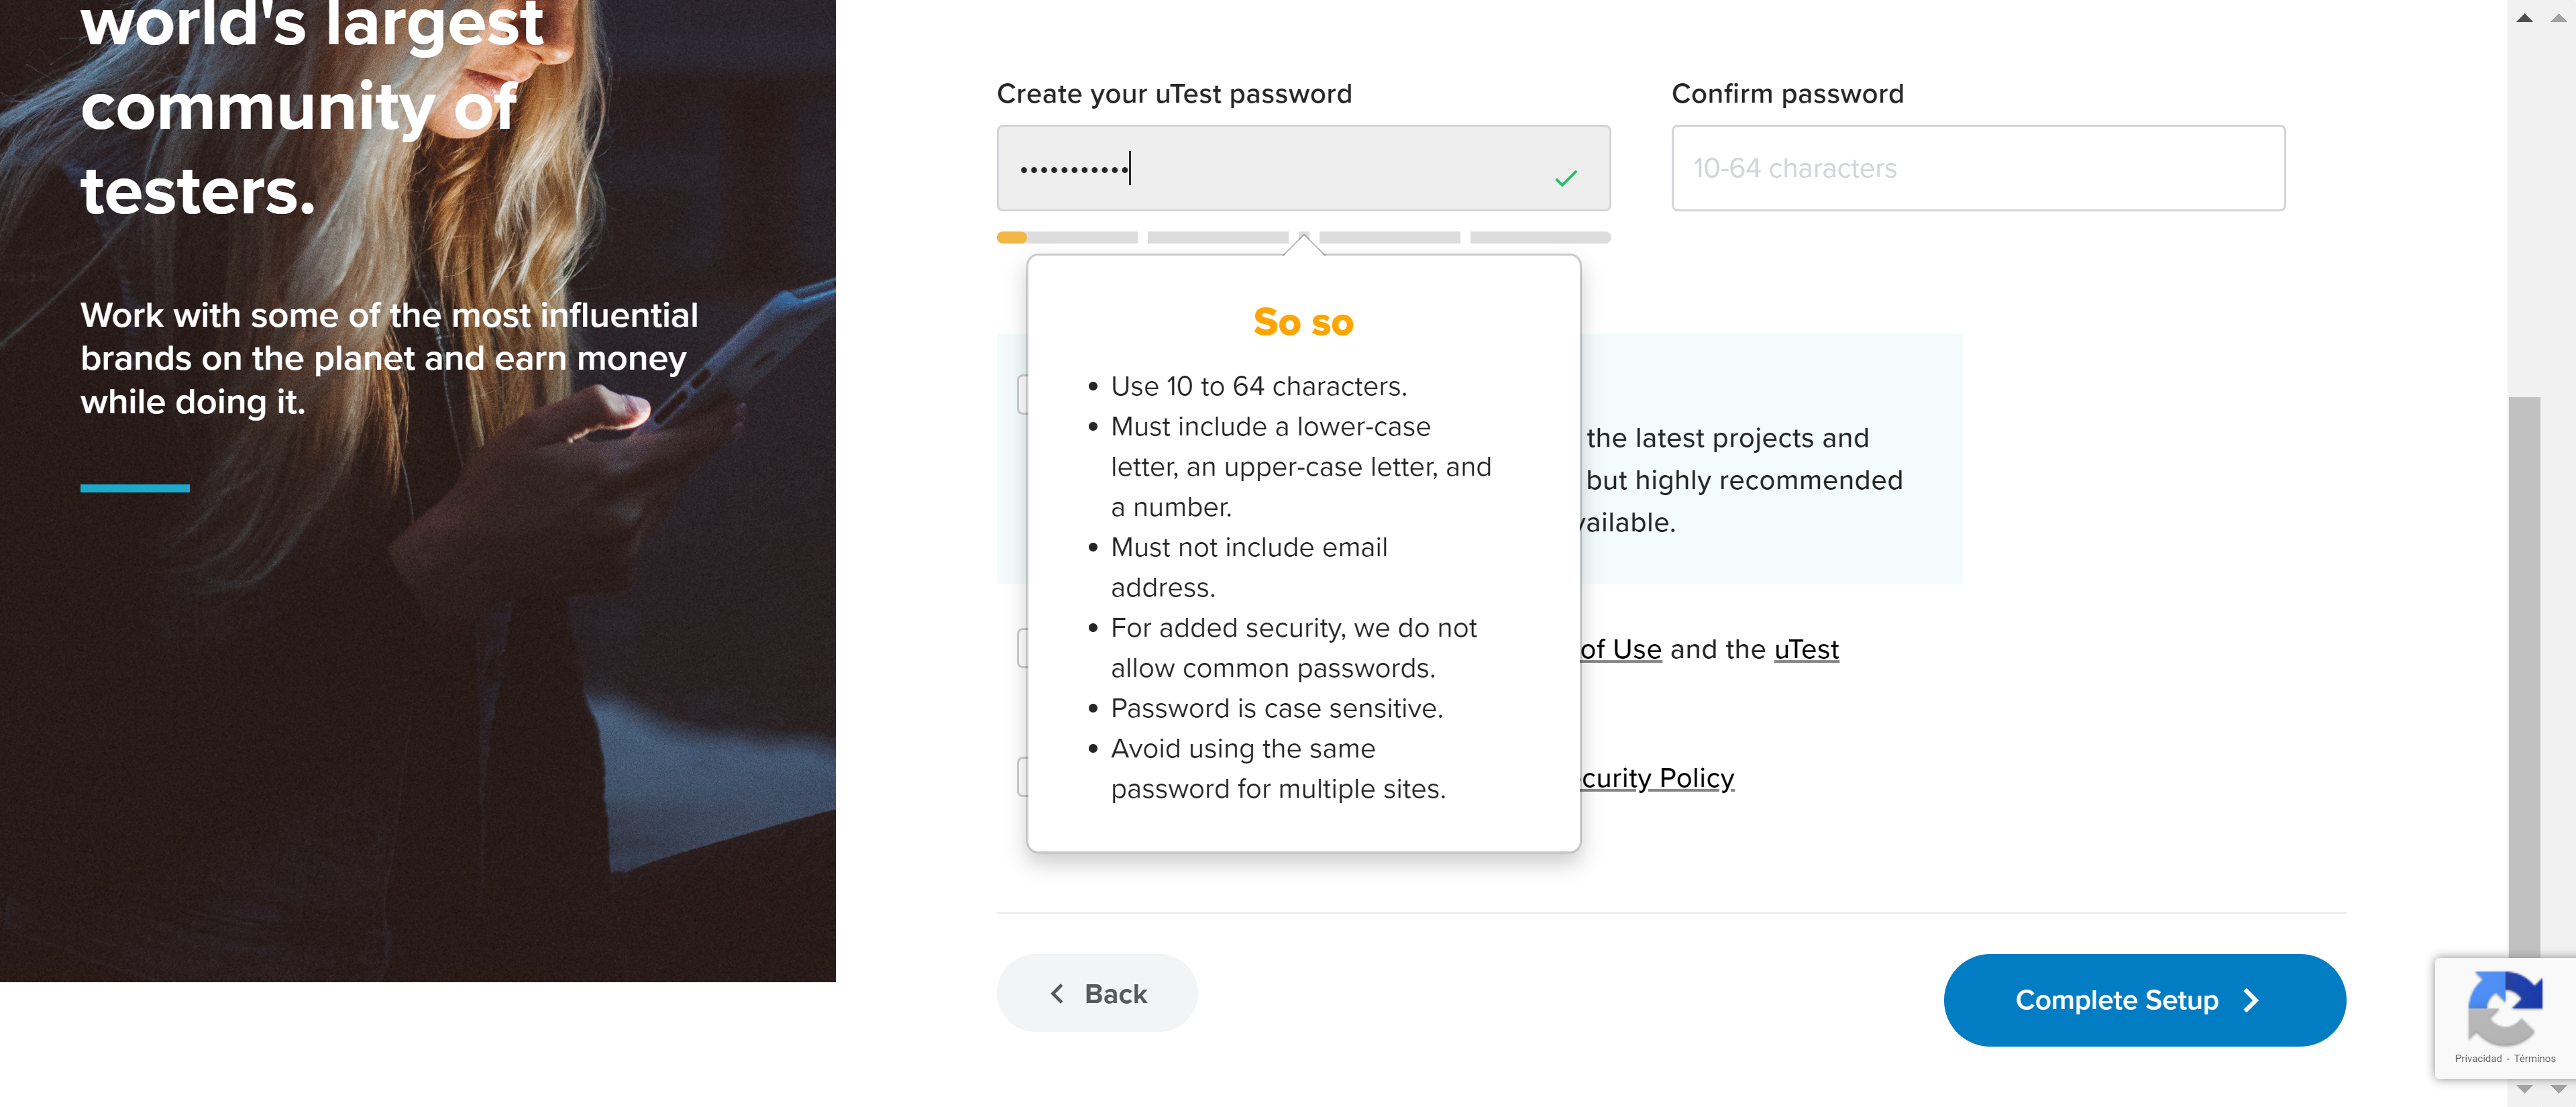 world's largest
community of
testers.
Work with some of the most influential
brands on the planet and earn money
while doing it.
Create your uTest password
Confirm password
•••••••••••
10-64 characters
So so
• Use 10 to 64 characters.
• Must include a lower-case
letter, an upper-case letter, and
a number.
• Must not include email
address.
• For added security, we do not
allow common passwords.
• Password is case sensitive.
• Avoid using the same
password for multiple sites.
the latest projects and
but highly recommended
vailable.
of Use and the uTest
curity Policy
Back
Complete Setup
Privacidad - Términos